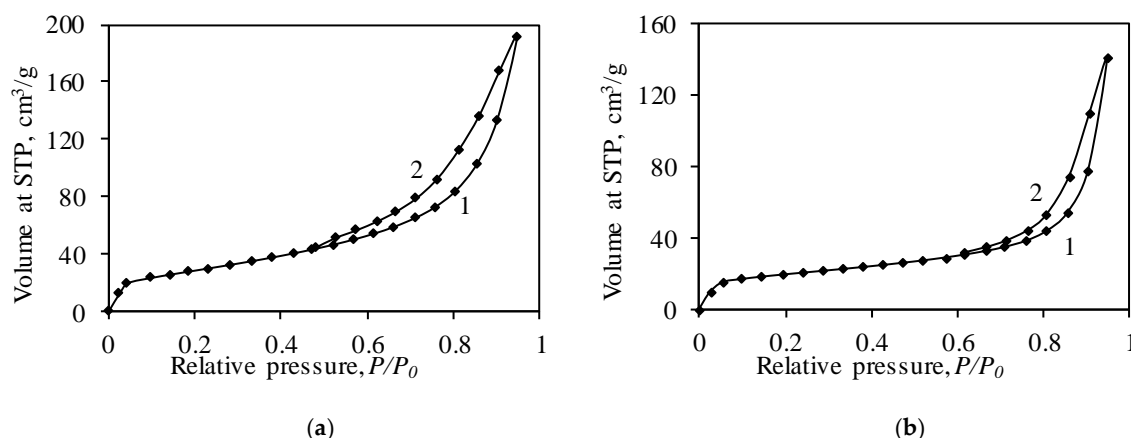 Volume at STP, cm³/g
200
160
120
80
40
0
2
1
0 0.2 0.4 0.6 0.8 1
Relative pressure, P/P₀
(a)
Volume at STP, cm³/g
160
120
80
40
0
2
1
0 0.2 0.4 0.6 0.8 1
Relative pressure, P/P₀
(b)